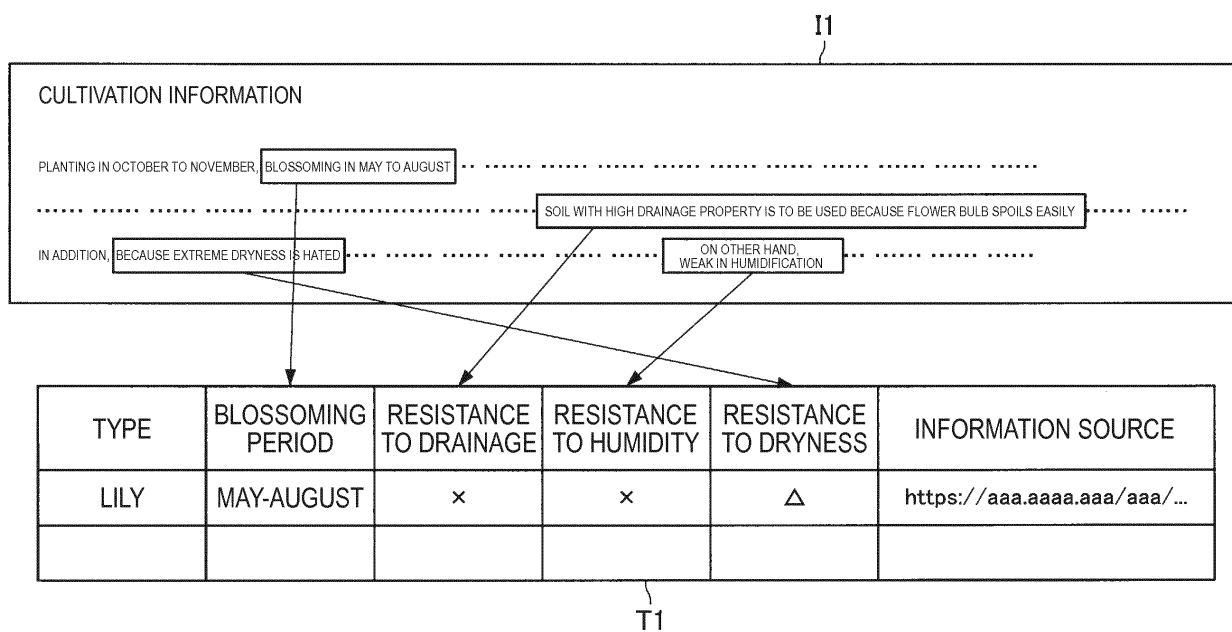 I1
CULTIVATION INFORMATION
PLANTING IN OCTOBER TO NOVEMBER, BLOSSOMING IN MAY TO AUGUST
SOIL WITH HIGH DRAINAGE PROPERTY IS TO BE USED BECAUSE FLOWER BULB SPOILS EASILY
IN ADDITION, BECAUSE EXTREME DRYNESS IS HATED
ON OTHER HAND,
WEAK IN HUMIDIFICATION
TYPE
BLOSSOMING
PERIOD
RESISTANCE
TO DRAINAGE
RESISTANCE
TO HUMIDITY
RESISTANCE
TO DRYNESS
INFORMATION SOURCE
LILY MAY-AUGUST × × △ https://aaa.aaaa.aaa/aaa/...
T1